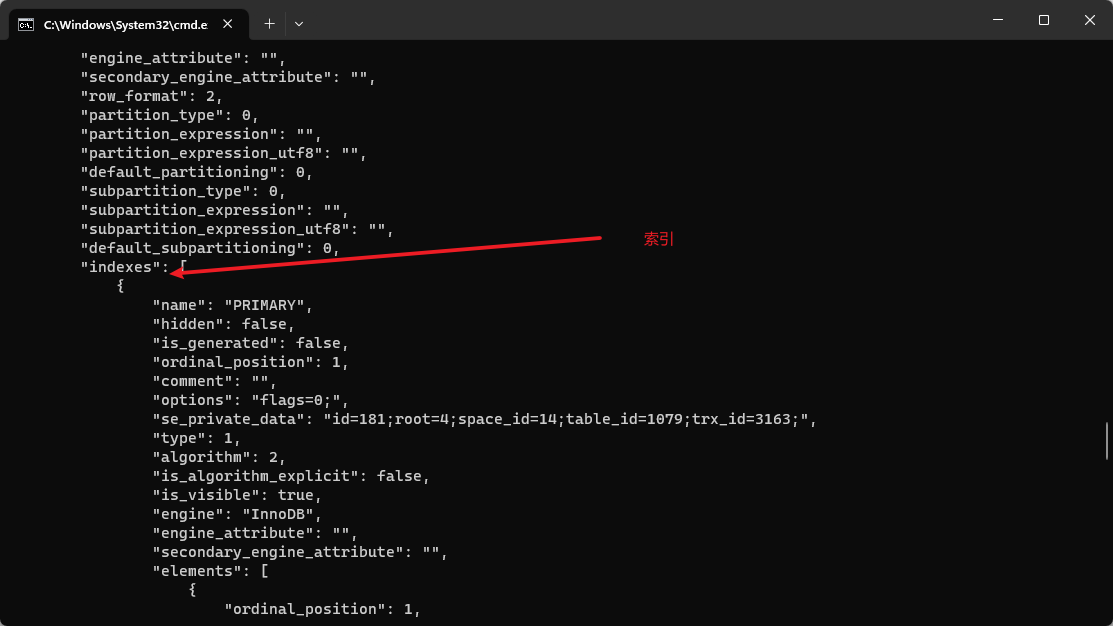 C:\Windows\System32\cmd.e
"engine_attribute": "",
"secondary_engine_attribute": "",
"row_format": 2,
"partition_type": 0,
"partition_expression": "",
"partition_expression_utf8": "",
"default_partitioning": 0,
"subpartition_type": 0,
"subpartition_expression": "",
"subpartition_expression_utf8": "",
"default_subpartitioning": 0,
索引
"indexes": [
{
"name": "PRIMARY",
"hidden": false,
"is_generated": false,
"ordinal_position": 1,
"comment": "",
"options": "flags=0;",
"se_private_data": "id=181;root=4;space_id=14;table_id=1079;trx_id=3163;",
"type": 1,
"algorithm": 2,
"is_algorithm_explicit": false,
"is_visible": true,
"engine": "InnoDB",
"engine_attribute": "",
"secondary_engine_attribute": "",
"elements": [
{
"ordinal_position": 1,